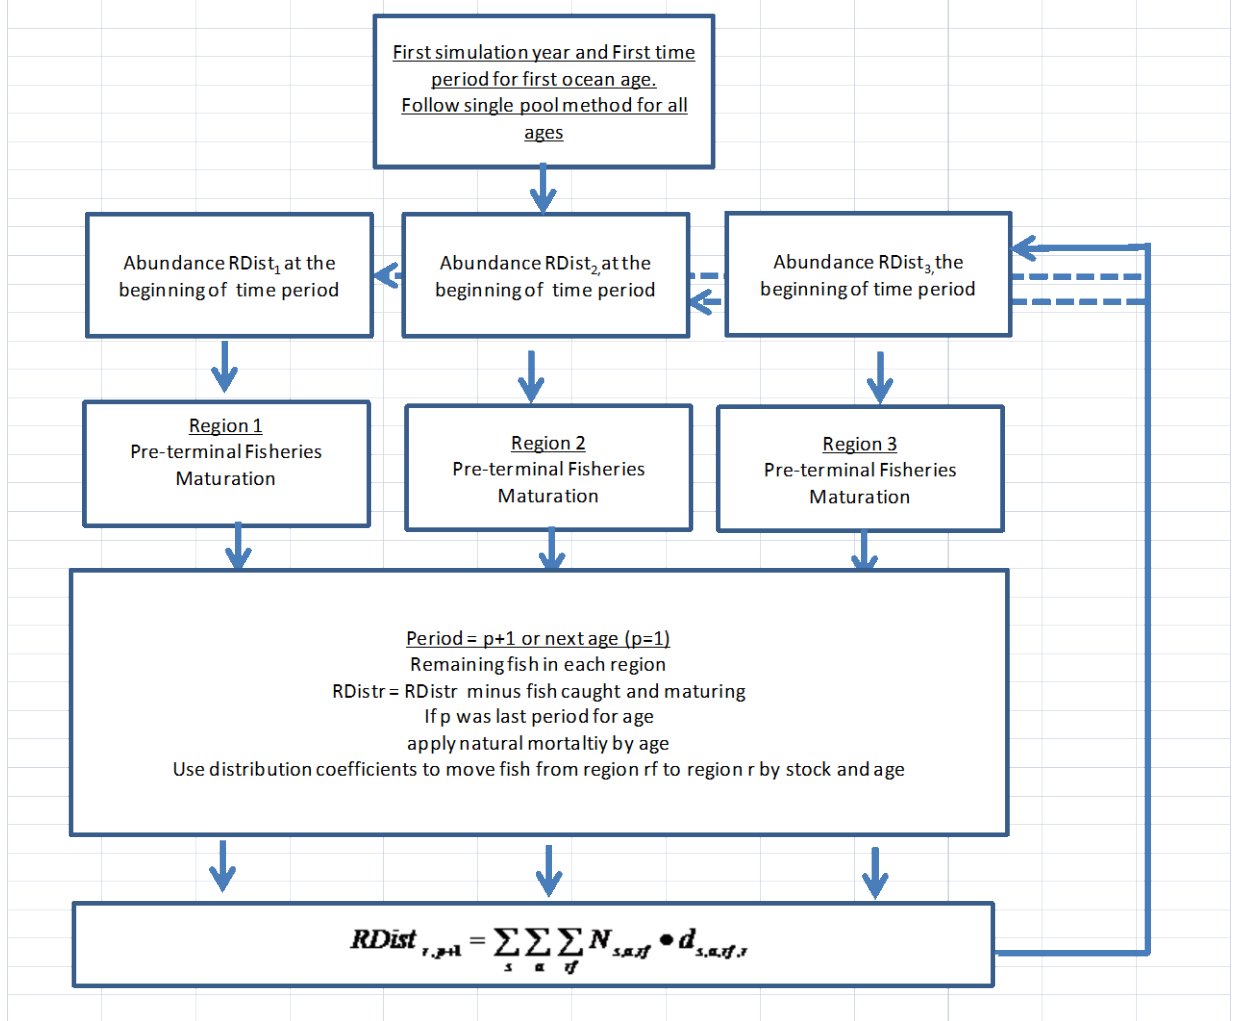 First simulation year and First time
period for first ocean age.
Follow single pool method for all
ages
Abundance RDist1 at the
beginning of time period
Abundance RDist2, at the
beginning of time period
Abundance RDist3, the
beginning of time period
Region 1
Pre-terminal Fisheries
Maturation
Region 2
Pre-terminal Fisheries
Maturation
Region 3
Pre-terminal Fisheries
Maturation
Period = p+1 or next age (p=1)
Remaining fish in each region
RDistr = RDistr minus fish caught and maturing
If p was last period for age
apply natural mortaltiy by age
Use distribution coefficients to move fish from region rf to region r by stock and age
RDist r,p+1 = ∑s ∑a ∑rf N s,a,rf • d s,a,rf,r